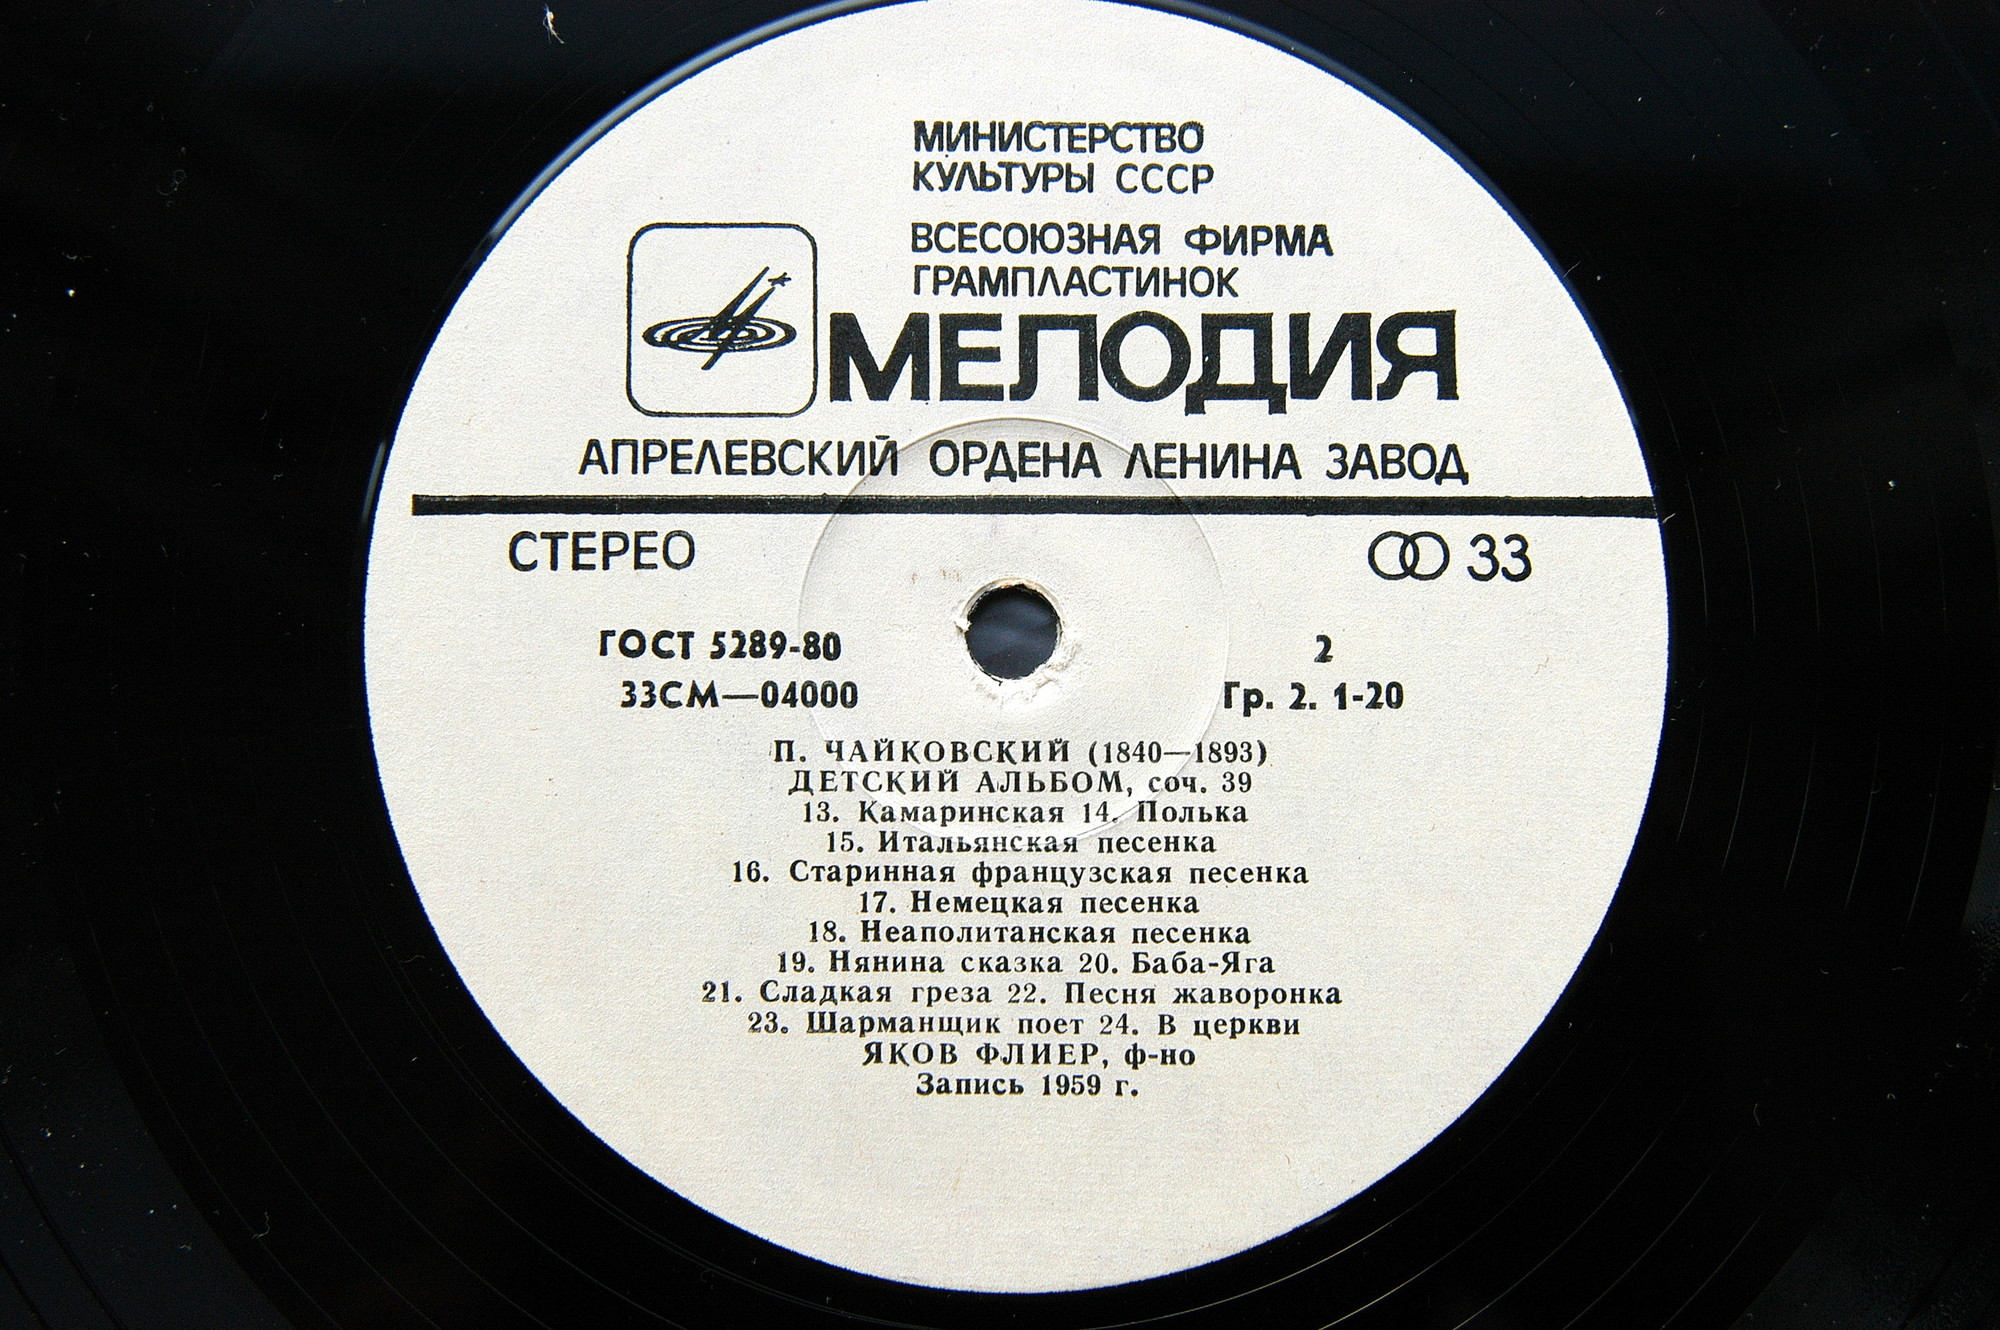 МИНИСТЕРСТВО
КУЛЬТУРЫ СССР
ВСЕСОЮЗНАЯ ФИРМА
ГРАМПЛАСТИНОК
МЕЛОДИЯ
АПРЕЛЕВСКИЙ ОРДЕНА ЛЕНИНА ЗАВОД
СТЕРЕО
33
ГОСТ 5289-80
2
33СМ—04000
Гр. 2. 1-20
П. ЧАЙКОВСКИЙ (1840—1893)
ДЕТСКИЙ АЛЬБОМ, соч. 39
13. Камаринская 14. Полька
15. Итальянская песенка
16. Старинная французская песенка
17. Немецкая песенка
18. Неаполитанская песенка
19. Нянина сказка 20. Баба-Яга
21. Сладкая греза 22. Песня жаворонка
23. Шарманщик поет 24. В церкви
ЯКОВ ФЛИЕР, ф-но
Запись 1959 г.